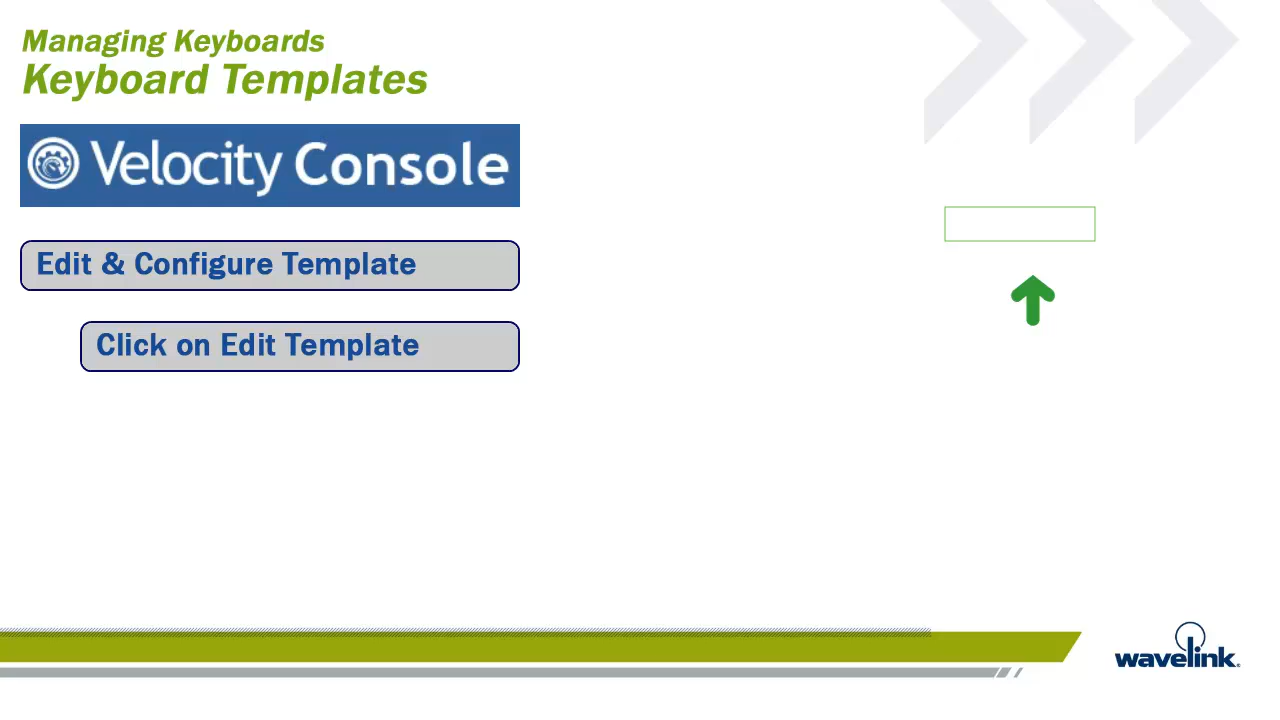 Managing Keyboards
Keyboard Templates
Velocity Console
Edit & Configure Template
Click on Edit Template
wavelink®